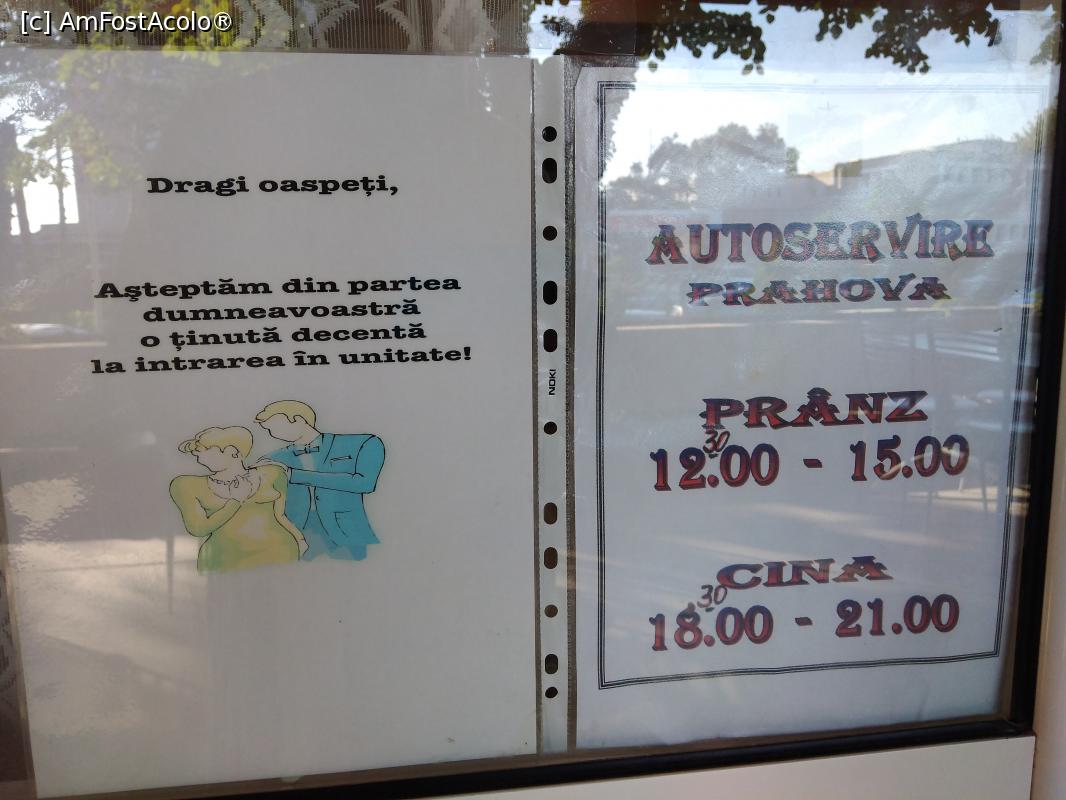 [c] AmFostAcolo®
Dragi oaspeți,
Aşteptăm din partea
dumneavoastră
o ținută decentă
la intrarea în unitate!
NOKI
AUTOSERVIRE
PRAHOVA
PRÂNZ
30
12.00 - 15.00
CINA
30
18.00 - 21.00